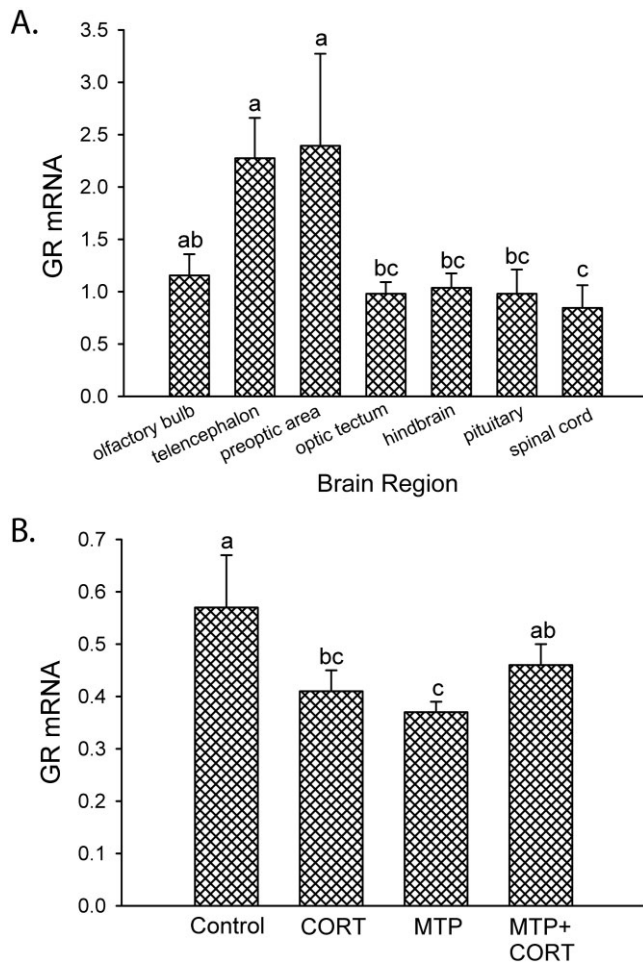 A.
GR mRNA
3.5
3.0
2.5
2.0
1.5
1.0
0.5
0.0
ab
a
a
bc
bc
bc
c
olfactory bulb
telencephalon
preoptic area
optic tectum
hindbrain
pituitary
spinal cord
Brain Region
B.
GR mRNA
0.7
0.6
0.5
0.4
0.3
0.2
0.1
0.0
a
bc
c
ab
Control
CORT
MTP
MTP+
CORT